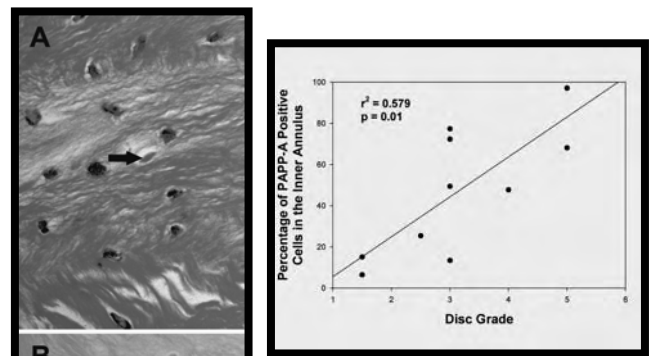 A
B
100
80
60
40
20
0
r² = 0.579
p = 0.01
Percentage of PAPP-A Positive
Cells in the Inner Annulus
1 2 3 4 5 6
Disc Grade